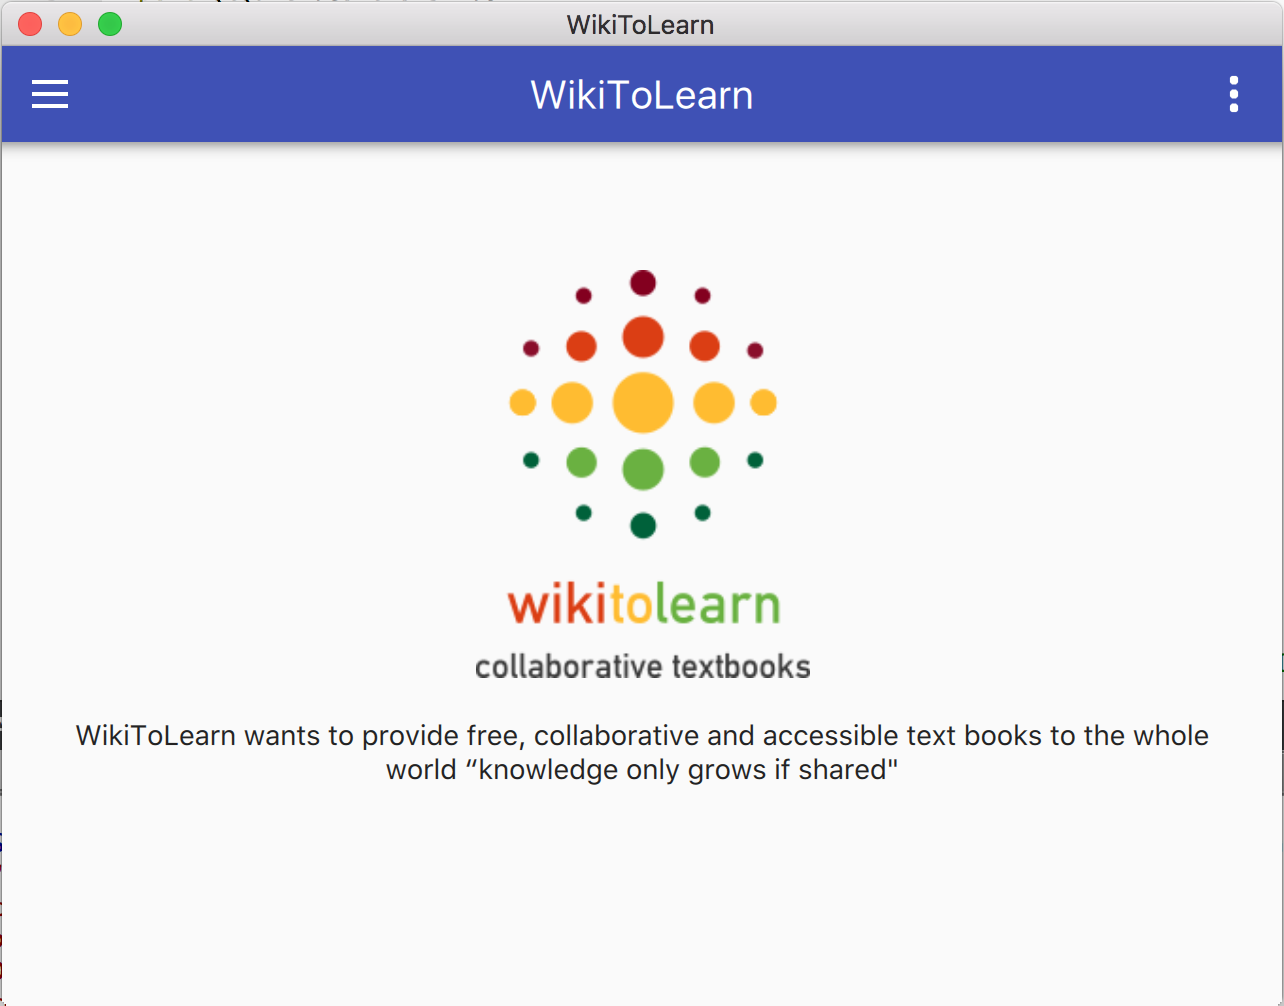 WikiToLearn
WikiToLearn
wikitolearn
collaborative textbooks
WikiToLearn wants to provide free, collaborative and accessible text books to the whole
world “knowledge only grows if shared"